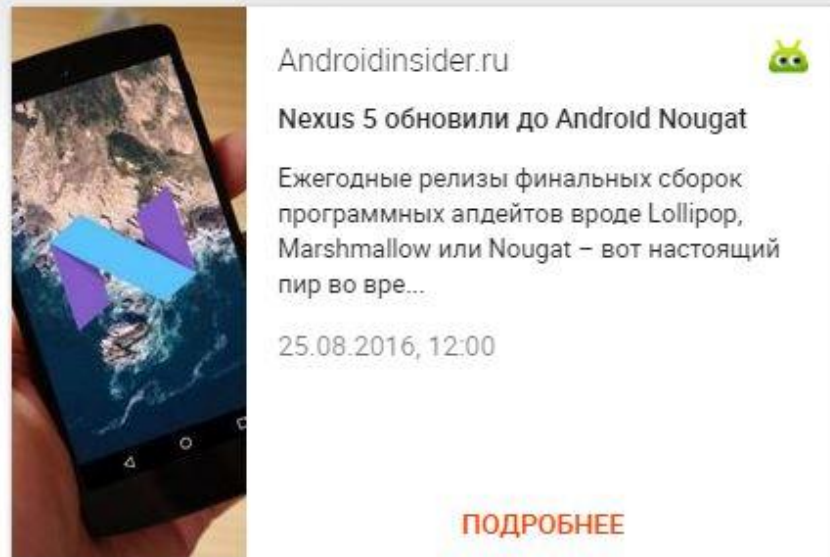 Androidinsider.ru
Nexus 5 обновили до Android Nougat
Ежегодные релизы финальных сборок
программных апдейтов вроде Lollipop,
Marshmallow или Nougat – вот настоящий
пир во вре...
25.08.2016, 12:00
ПОДРОБНЕЕ